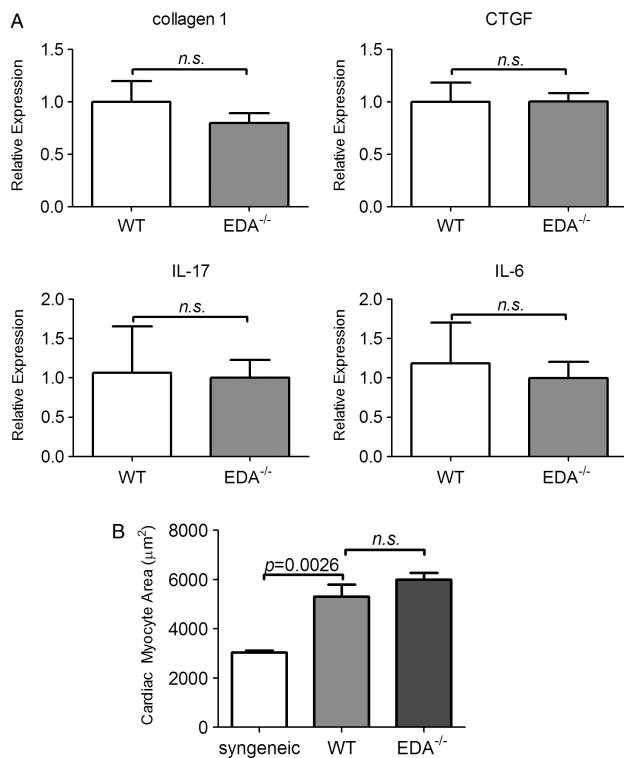 A
collagen 1
Relative Expression
1.5
1.0
0.5
0.0
n.s.
WT
EDA⁻/⁻
CTGF
Relative Expression
1.5
1.0
0.5
0.0
n.s.
WT
EDA⁻/⁻
IL-17
Relative Expression
2.0
1.5
1.0
0.5
0.0
n.s.
WT
EDA⁻/⁻
IL-6
Relative Expression
2.0
1.5
1.0
0.5
0.0
n.s.
WT
EDA⁻/⁻
B
Cardiac Myocyte Area (µm²)
8000
6000
4000
2000
0
p=0.0026
n.s.
syngeneic
WT
EDA⁻/⁻